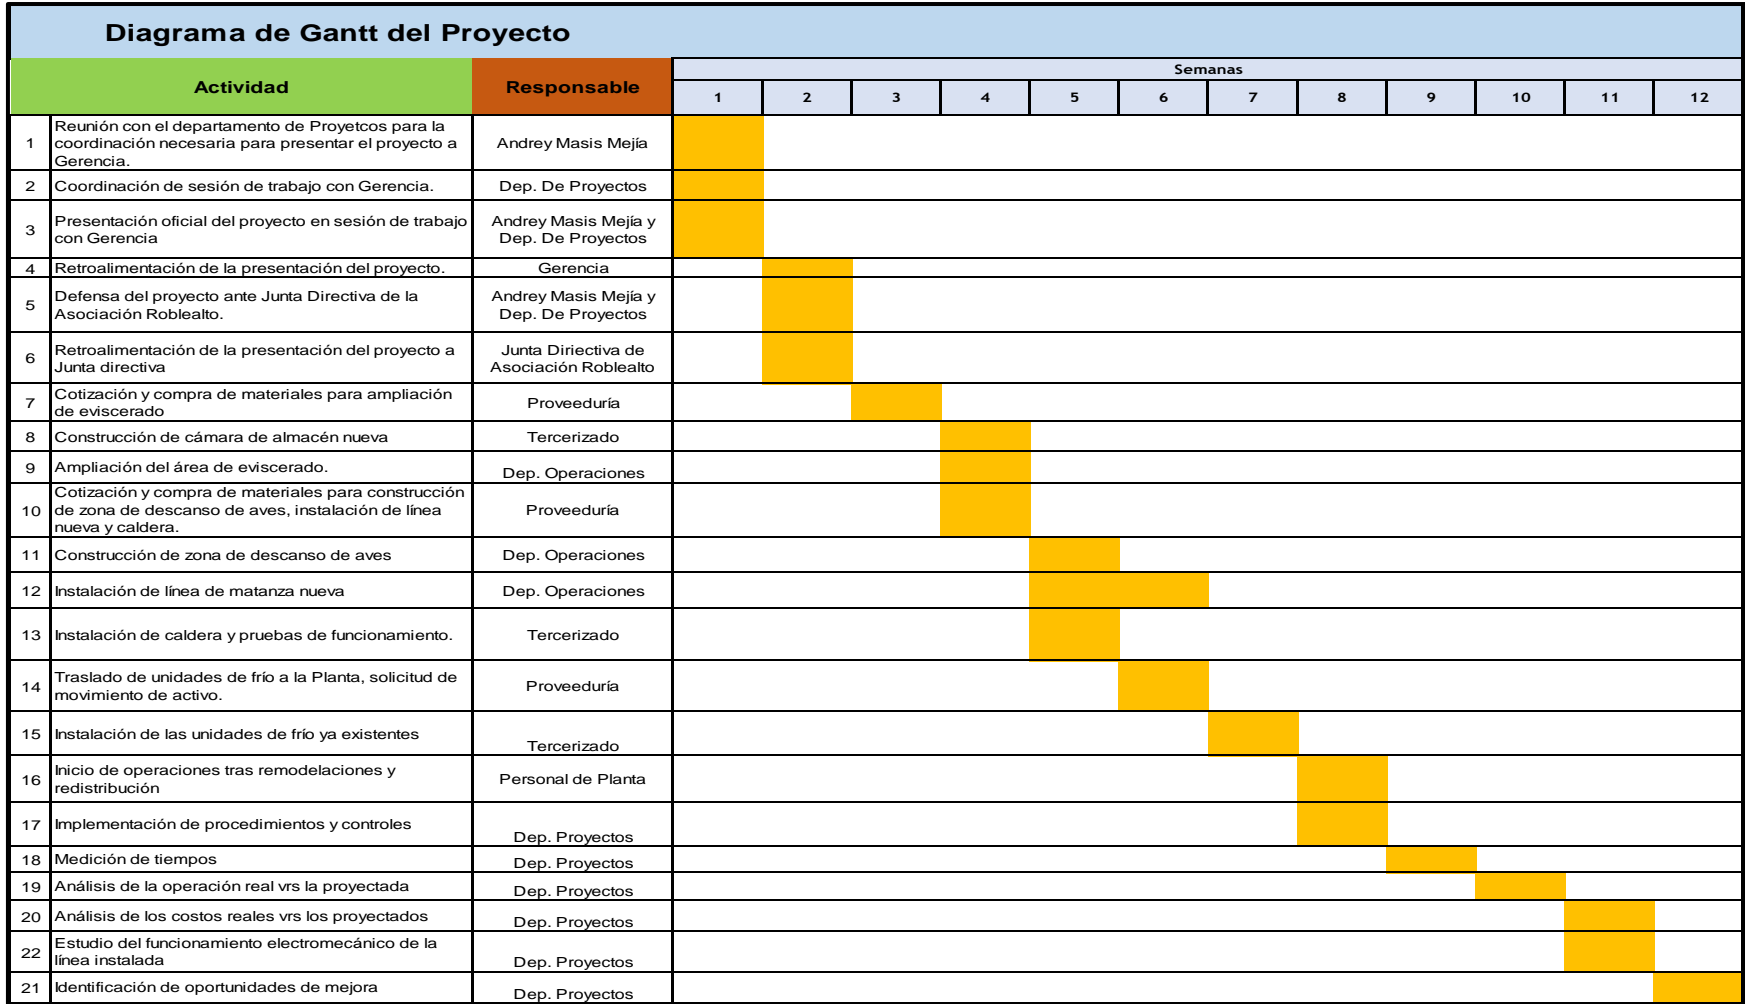 Diagrama de Gantt del Proyecto
Actividad
Responsable
Semanas
1 2 3 4 5 6 7 8 9 10 11 12
1
Reunión con el departamento de Proyetcos para la
coordinación necesaria para presentar el proyecto a
Gerencia.
Andrey Masis Mejía
2
Coordinación de sesión de trabajo con Gerencia.
Dep. De Proyectos
3
Presentación oficial del proyecto en sesión de trabajo
con Gerencia
Andrey Masis Mejía y
Dep. De Proyectos
4
Retroalimentación de la presentación del proyecto.
Gerencia
5
Defensa del proyecto ante Junta Directiva de la
Asociación Roblealto.
Andrey Masis Mejía y
Dep. De Proyectos
6
Retroalimentación de la presentación del proyecto a
Junta directiva
Junta Diriectiva de
Asociación Roblealto
7
Cotización y compra de materiales para ampliación
de eviscerado
Proveeduría
8
Construcción de cámara de almacén nueva
Tercerizado
9
Ampliación del área de eviscerado.
Dep. Operaciones
10
Cotización y compra de materiales para construcción
de zona de descanso de aves, instalación de línea
nueva y caldera.
Proveeduría
11
Construcción de zona de descanso de aves
Dep. Operaciones
12
Instalación de línea de matanza nueva
Dep. Operaciones
13
Instalación de caldera y pruebas de funcionamiento.
Tercerizado
14
Traslado de unidades de frío a la Planta, solicitud de
movimiento de activo.
Proveeduría
15
Instalación de las unidades de frío ya existentes
Tercerizado
16
Inicio de operaciones tras remodelaciones y
redistribución
Personal de Planta
17
Implementación de procedimientos y controles
Dep. Proyectos
18
Medición de tiempos
Dep. Proyectos
19
Análisis de la operación real vrs la proyectada
Dep. Proyectos
20
Análisis de los costos reales vrs los proyectados
Dep. Proyectos
22
Estudio del funcionamiento electromecánico de la
línea instalada
Dep. Proyectos
21
Identificación de oportunidades de mejora
Dep. Proyectos